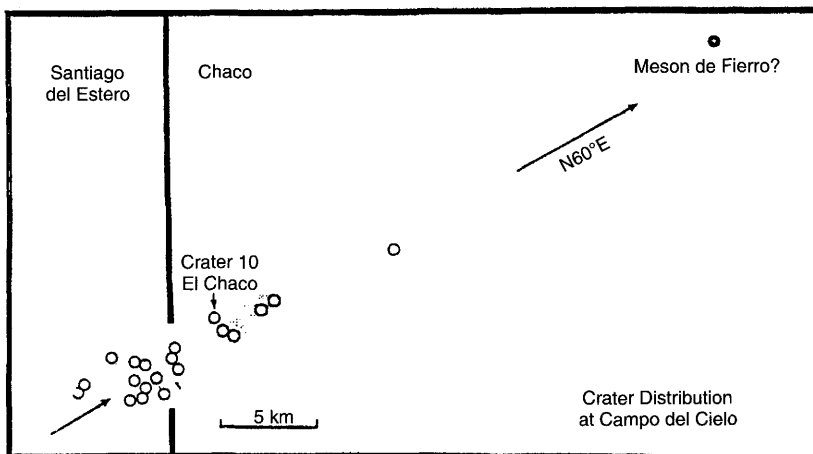 Santiago
del Estero
Chaco
Meson de Fierro?
N60°E
Crater 10
El Chaco
5 km
Crater Distribution
at Campo del Cielo